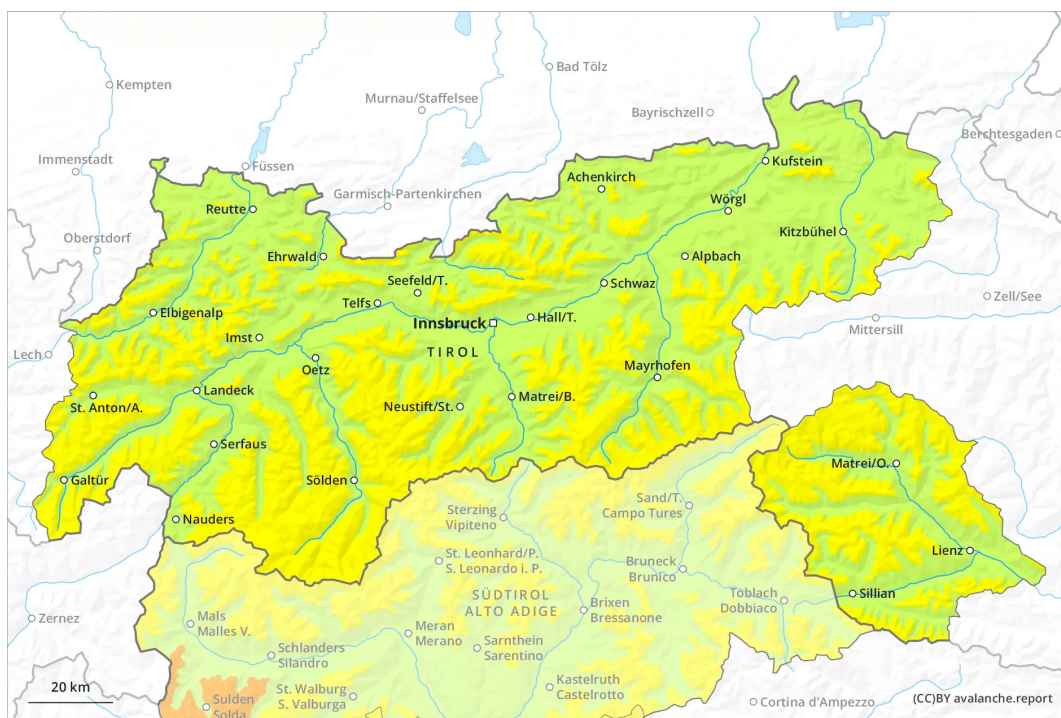 Kempten
Bad Tölz
Murnau/Staffelsee
Bayrischzell
Berchtesgaden
Immenstadt
Füssen
Kufstein
Achenkirch
Garmisch-Partenkirchen
Reutte
Wörgl
Kitzbühel
Oberstdorf
Ehrwald
Alpbach
Seefeld/T.
Schwaz
Zell/See
Telfs
Elbigenalp
Innsbruck
Hall/T.
Mittersill
Imst
Lech
TIROL
Oetz
Mayrhofen
Landeck
St. Anton/A.
Neustift/St.
Matrei/B.
Serfaus
Matrei/O.
Galtür
Sölden
Sand/T.
Campo Tures
Nauders
Sterzing
Vipiteno
Lienz
St. Leonhard/P.
S. Leonardo i. P.
Bruneck
Brunico
SÜDTIROL
ALTO ADIGE
Sillian
Toblach
Dobbiaco
Zernez
Mals
Malles V.
Brixen
Bressanone
Meran
Merano
Sarnthein
Sarentino
Schlanders
Silandro
20 km
St. Walburg
S. Valburga
Kastelruth
Castelrotto
Sulden
Solda
Cortina d'Ampezzo
(CC)BY avalanche.report